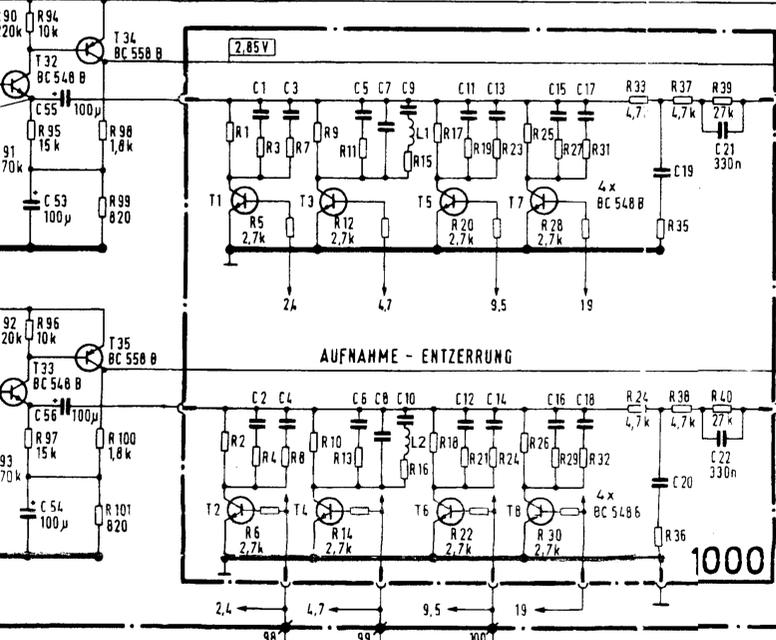 C90 R94
220k 10k
T34
BC 558 B
T32
BC 548 B
C55 100µ
R95
15k
R98
1,8k
91
70k
C53
100µ
R99
820
2,85V
C1 C3 C5 C7 C9 C11 C13 C15 C17 R33 R37 R39
4,7 4,7k 27k
C21
330n
R1 R3 R7 R9 R11 L1 R15 R17 R19 R23 R25 R27 R31
C19
T1 T3 T5 T7
4x
BC 548 B
R5
2,7k
R12
2,7k
R20
2,7k
R28
2,7k
R35
2,4 4,7 9,5 19
AUFNAHME - ENTZERRUNG
92 R96
20k 10k
T35
BC 558 B
T33
BC 548 B
C56 100µ
R97
15k
R100
1,8k
93
70k
C54
100µ
R101
820
C2 C4 C6 C8 C10 C12 C14 C16 C18 R24 R38 R40
4,7k 4,7k 27k
C22
330n
R2 R4 R8 R10 R13 L2 R16 R18 R21 R24 R26 R29 R32
C20
T2 T4 T6 T8
4x
BC 548 6
R6
2,7k
R14
2,7k
R22
2,7k
R30
2,7k
R36
1000
2,4 4,7 9,5 19
98 99 100